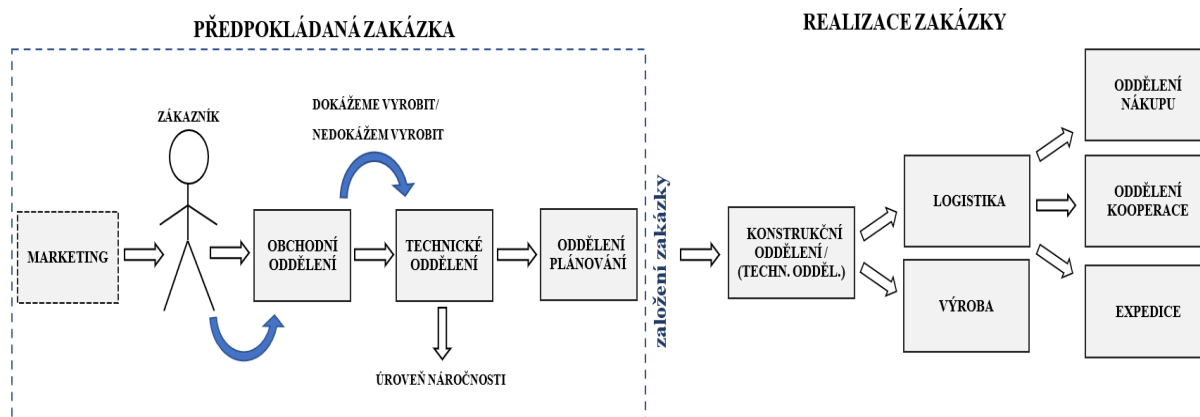 PŘEDPOKLÁDANÁ ZAKÁZKA
ZÁKAZNÍK
DOKÁŽEME VYROBIT/
NEDOKÁŽEM VYROBIT
MARKETING
OBCHODNÍ
ODDĚLENÍ
TECHNICKÉ
ODDĚLENÍ
ODDĚLENÍ
PLÁNOVÁNÍ
ÚROVEŇ NÁROČNOSTI
založení zakázky
REALIZACE ZAKÁZKY
KONSTRUKČNÍ
ODDĚLENÍ /
(TECHN. ODDĚL.)
LOGISTIKA
VÝROBA
ODDĚLENÍ
NÁKUPU
ODDĚLENÍ
KOOPERACE
EXPEDICE